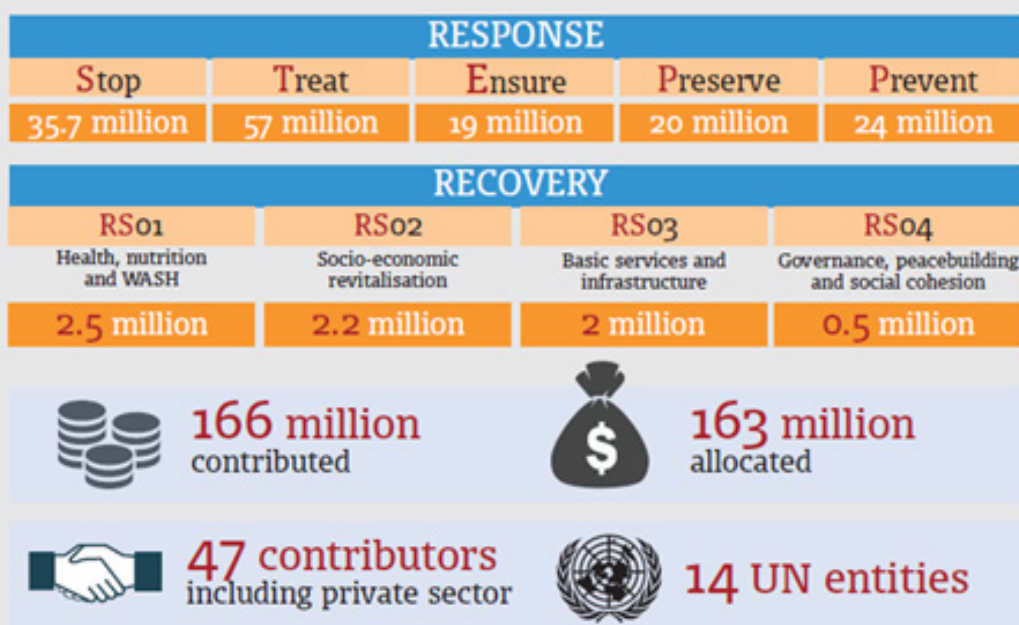 RESPONSE
Stop Treat Ensure Preserve Prevent
35.7 million 57 million 19 million 20 million 24 million
RECOVERY
RS01 RS02 RS03 RS04
Health, nutrition and WASH
Socio-economic revitalisation
Basic services and infrastructure
Governance, peacebuilding and social cohesion
2.5 million 2.2 million 2 million 0.5 million
166 million
contributed
$
163 million
allocated
47 contributors
including private sector
14 UN entities